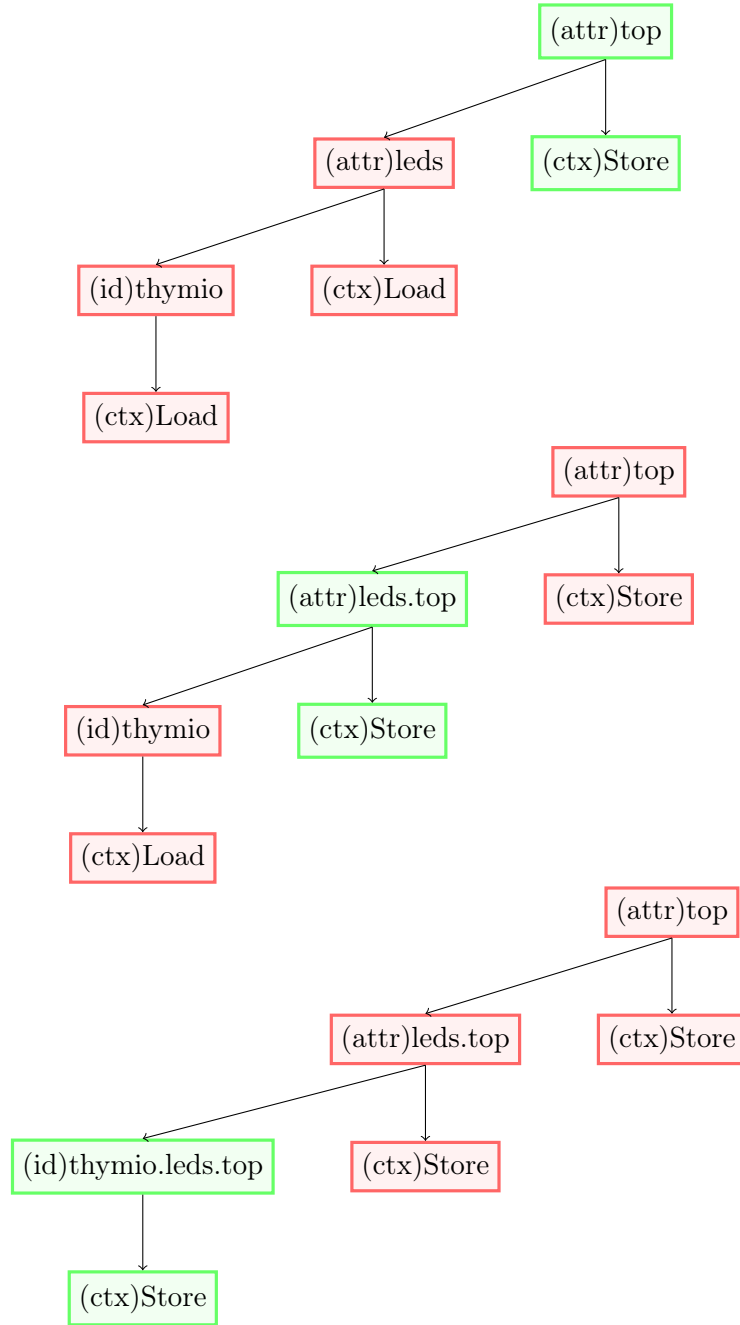 (attr)top
(attr)leds
(ctx)Store
(id)thymio
(ctx)Load
(ctx)Load
(attr)top
(attr)leds.top
(ctx)Store
(id)thymio
(ctx)Store
(ctx)Load
(attr)top
(attr)leds.top
(ctx)Store
(id)thymio.leds.top
(ctx)Store
(ctx)Store